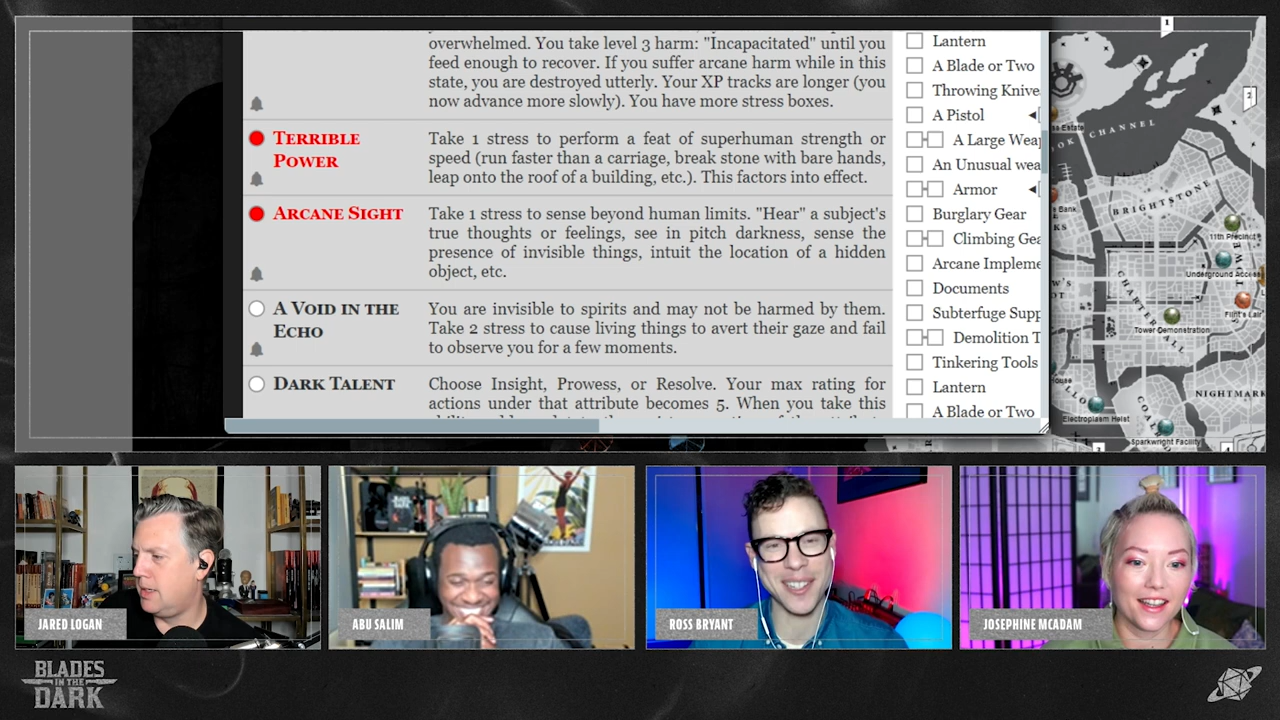 overwhelmed. You take level 3 harm: "Incapacitated" until you
feed enough to recover. If you suffer arcane harm while in this
state, you are destroyed utterly. Your XP tracks are longer (you
now advance more slowly). You have more stress boxes.
TERRIBLE
POWER
Take 1 stress to perform a feat of superhuman strength or
speed (run faster than a carriage, break stone with bare hands,
leap onto the roof of a building, etc.). This factors into effect.
ARCANE SIGHT
Take 1 stress to sense beyond human limits. "Hear" a subject's
true thoughts or feelings, see in pitch darkness, sense the
presence of invisible things, intuit the location of a hidden
object, etc.
A VOID IN THE
ECHO
You are invisible to spirits and may not be harmed by them.
Take 2 stress to cause living things to avert their gaze and fail
to observe you for a few moments.
DARK TALENT
Choose Insight, Prowess, or Resolve. Your max rating for
actions under that attribute becomes 5. When you take this
Lantern
A Blade or Two
Throwing Knive
A Pistol
A Large Weap
An Unusual wea
Armor
Burglary Gear
Climbing Gea
Arcane Impleme
Documents
Subterfuge Supp
Demolition T
Tinkering Tools
Lantern
A Blade or Two
1
2
CHANNEL
BRIGHTSTONE
11th Precinct
Underground Access
Flint's Lair
CHARTERHALL
Tower Demonstration
NIGHTMARK
Electroplasm Heist
Sparkwright Facility
3
4
JARED LOGAN
ABU SALIM
ROSS BRYANT
JOSEPHINE MCADAM
BLADES
IN THE
DARK